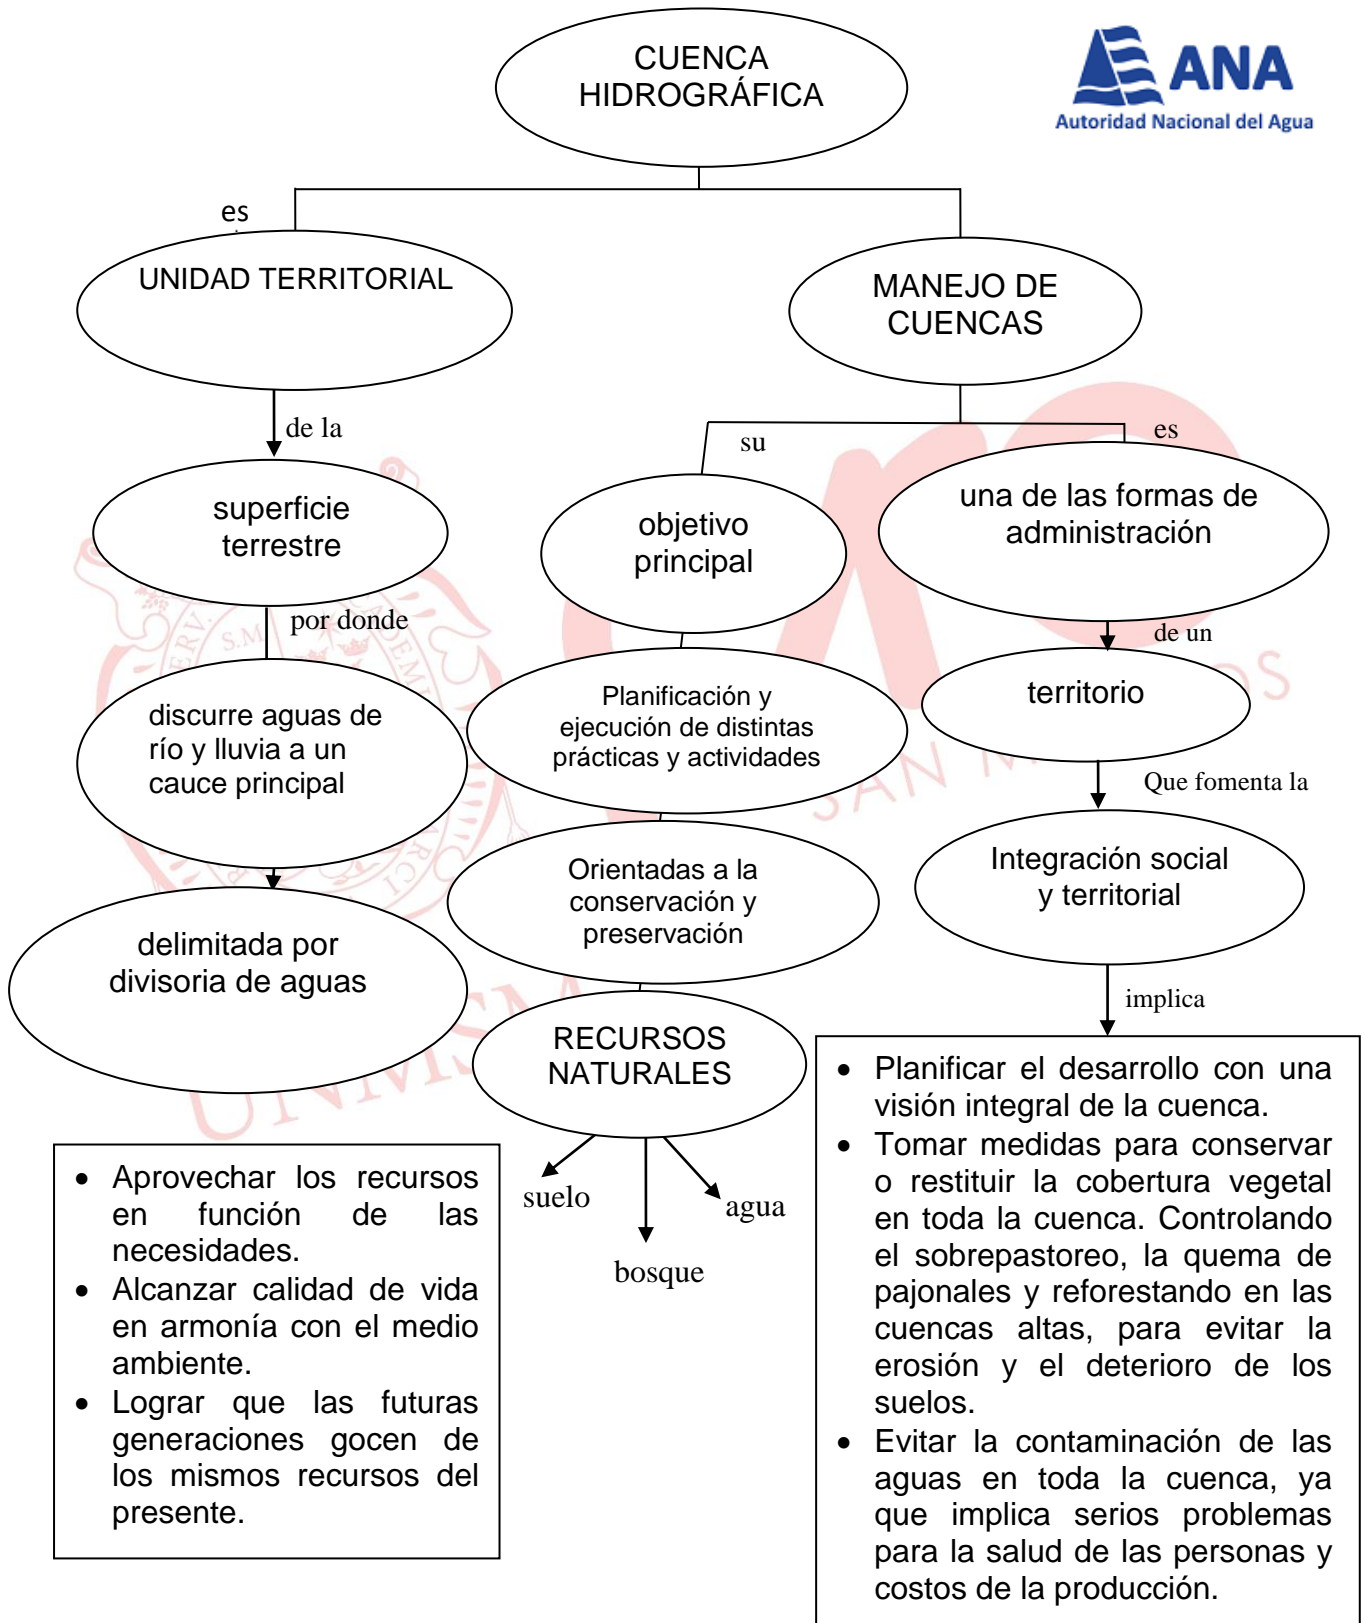 CUENCA
HIDROGRÁFICA
ANA
Autoridad Nacional del Agua
es
UNIDAD TERRITORIAL
MANEJO DE
CUENCAS
de la
su
es
superficie
terrestre
objetivo
principal
una de las formas de
administración
por donde
de un
discurre aguas de
río y lluvia a un
cauce principal
Planificación y
ejecución de distintas
prácticas y actividades
territorio
Que fomenta la
delimitada por
divisoria de aguas
Orientadas a la
conservación y
preservación
Integración social
y territorial
implica
RECURSOS
NATURALES
suelo
bosque
agua
• Aprovechar los recursos
en función de las
necesidades.
• Alcanzar calidad de vida
en armonía con el medio
ambiente.
• Lograr que las futuras
generaciones gocen de
los mismos recursos del
presente.
• Planificar el desarrollo con una
visión integral de la cuenca.
• Tomar medidas para conservar
o restituir la cobertura vegetal
en toda la cuenca. Controlando
el sobrepastoreo, la quema de
pajonales y reforestando en las
cuencas altas, para evitar la
erosión y el deterioro de los
suelos.
• Evitar la contaminación de las
aguas en toda la cuenca, ya
que implica serios problemas
para la salud de las personas y
costos de la producción.
S.M
UNMSM